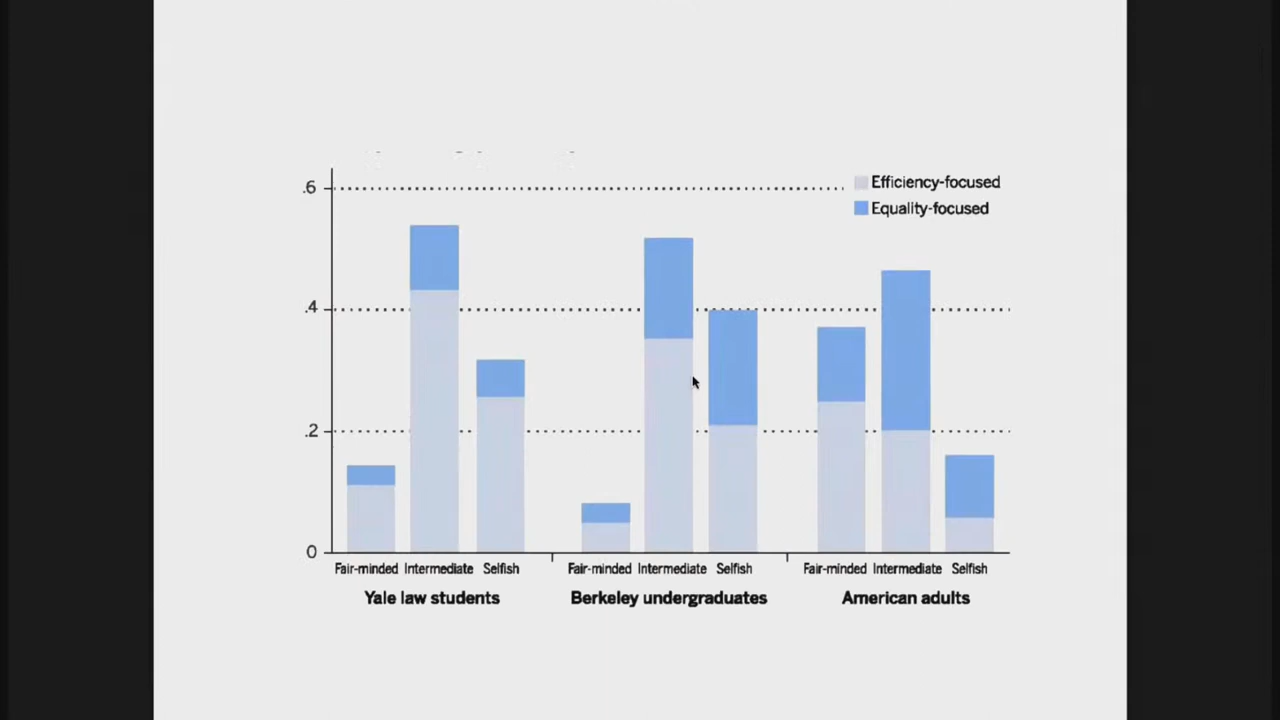 .6
Efficiency-focused
Equality-focused
.4
.2
0
Fair-minded Intermediate Selfish Fair-minded Intermediate Selfish Fair-minded Intermediate Selfish
Yale law students Berkeley undergraduates American adults